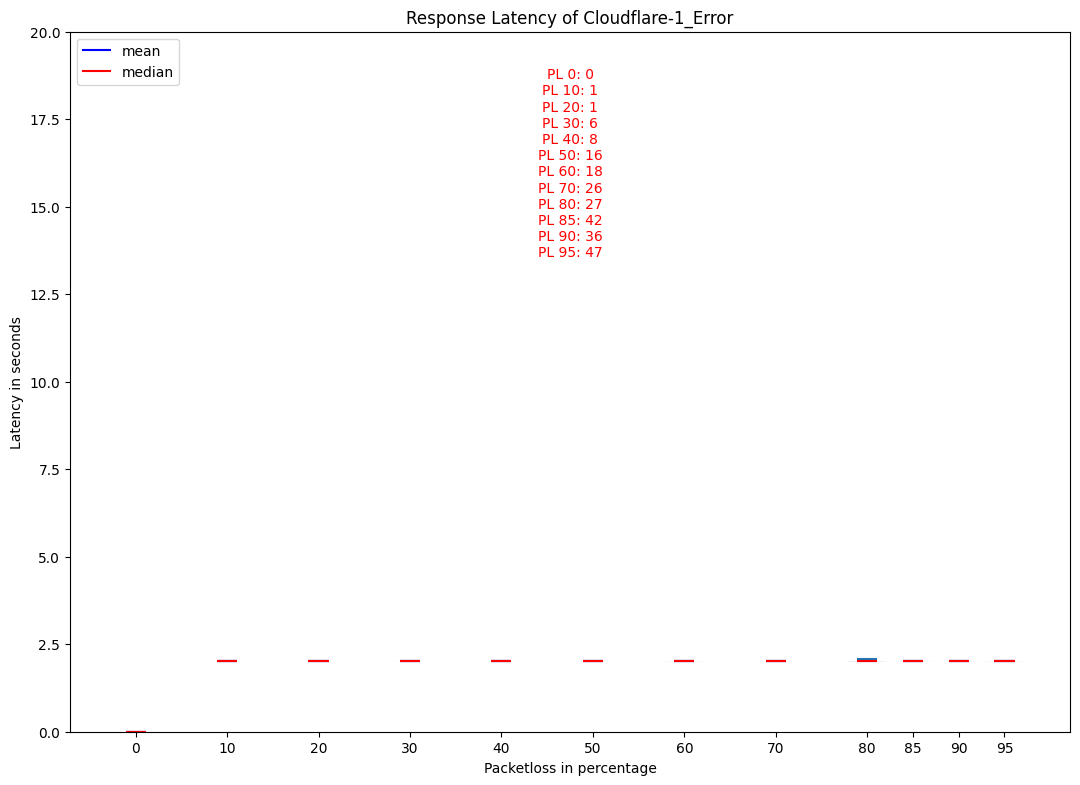 Response Latency of Cloudflare-1_Error
mean
median
PL 0: 0
PL 10: 1
PL 20: 1
PL 30: 6
PL 40: 8
PL 50: 16
PL 60: 18
PL 70: 26
PL 80: 27
PL 85: 42
PL 90: 36
PL 95: 47
Latency in seconds
20.0
17.5
15.0
12.5
10.0
7.5
5.0
2.5
0.0
0 10 20 30 40 50 60 70 80 85 90 95
Packetloss in percentage